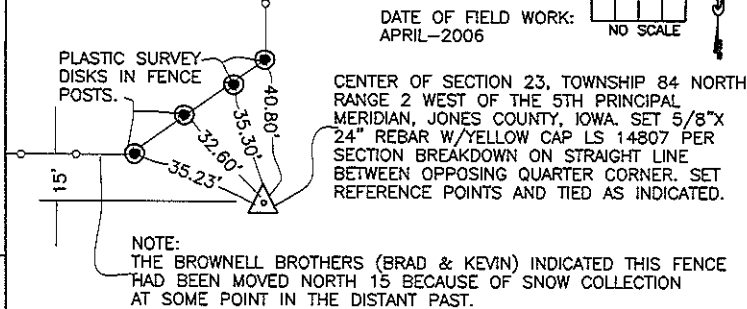 DATE OF FIELD WORK:
APRIL-2006
NO SCALE
PLASTIC SURVEY
DISKS IN FENCE
POSTS.
40.80'
35.30'
32.60'
35.23'
15'
CENTER OF SECTION 23, TOWNSHIP 84 NORTH
RANGE 2 WEST OF THE 5TH PRINCIPAL
MERIDIAN, JONES COUNTY, IOWA. SET 5/8"X
24" REBAR W/YELLOW CAP LS 14807 PER
SECTION BREAKDOWN ON STRAIGHT LINE
BETWEEN OPPOSING QUARTER CORNER. SET
REFERENCE POINTS AND TIED AS INDICATED.
NOTE:
THE BROWNELL BROTHERS (BRAD & KEVIN) INDICATED THIS FENCE
HAD BEEN MOVED NORTH 15 BECAUSE OF SNOW COLLECTION
AT SOME POINT IN THE DISTANT PAST.